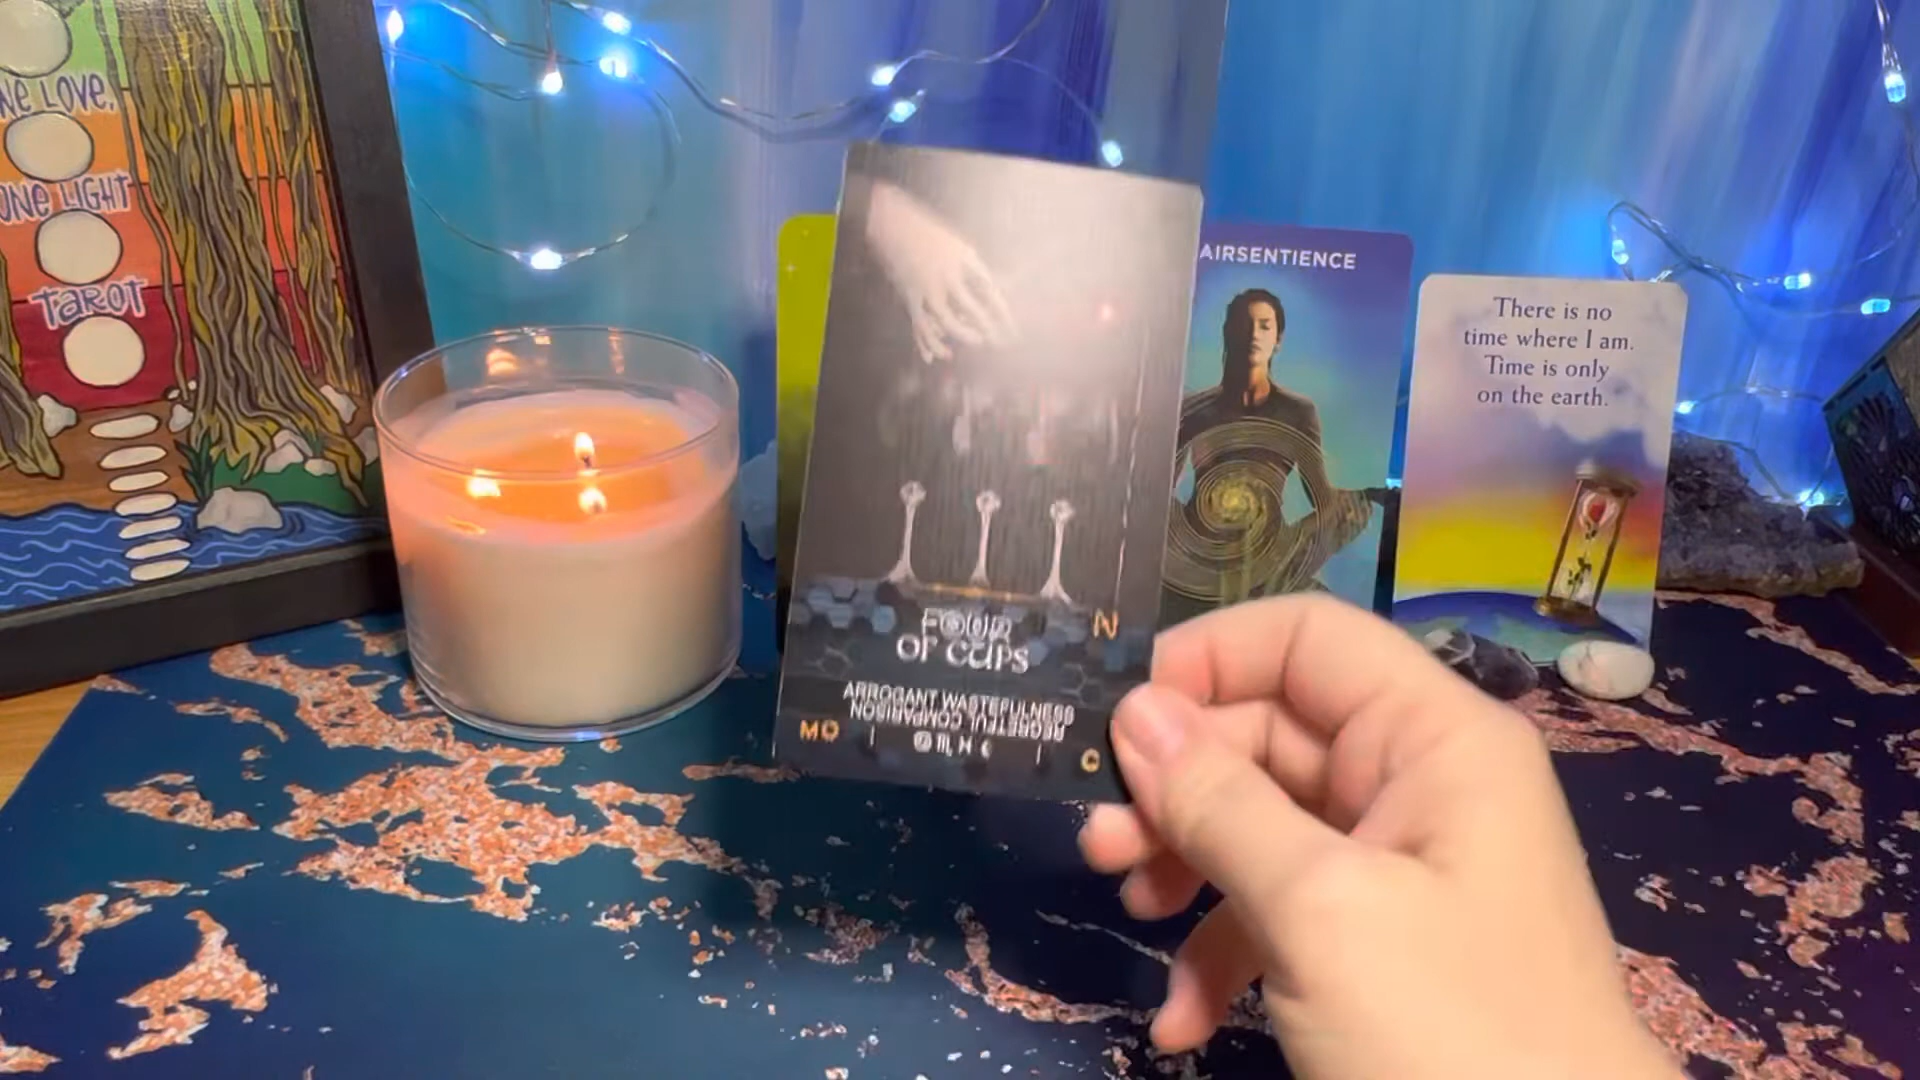 NE LOVE,
ONE LIGHT
TAROT
FOUR
OF CUPS
N
ARROGANT WASTEFULNESS
REGRETFUL COMPARISON
MO
C
AIRSENTIENCE
There is no
time where I am.
Time is only
on the earth.